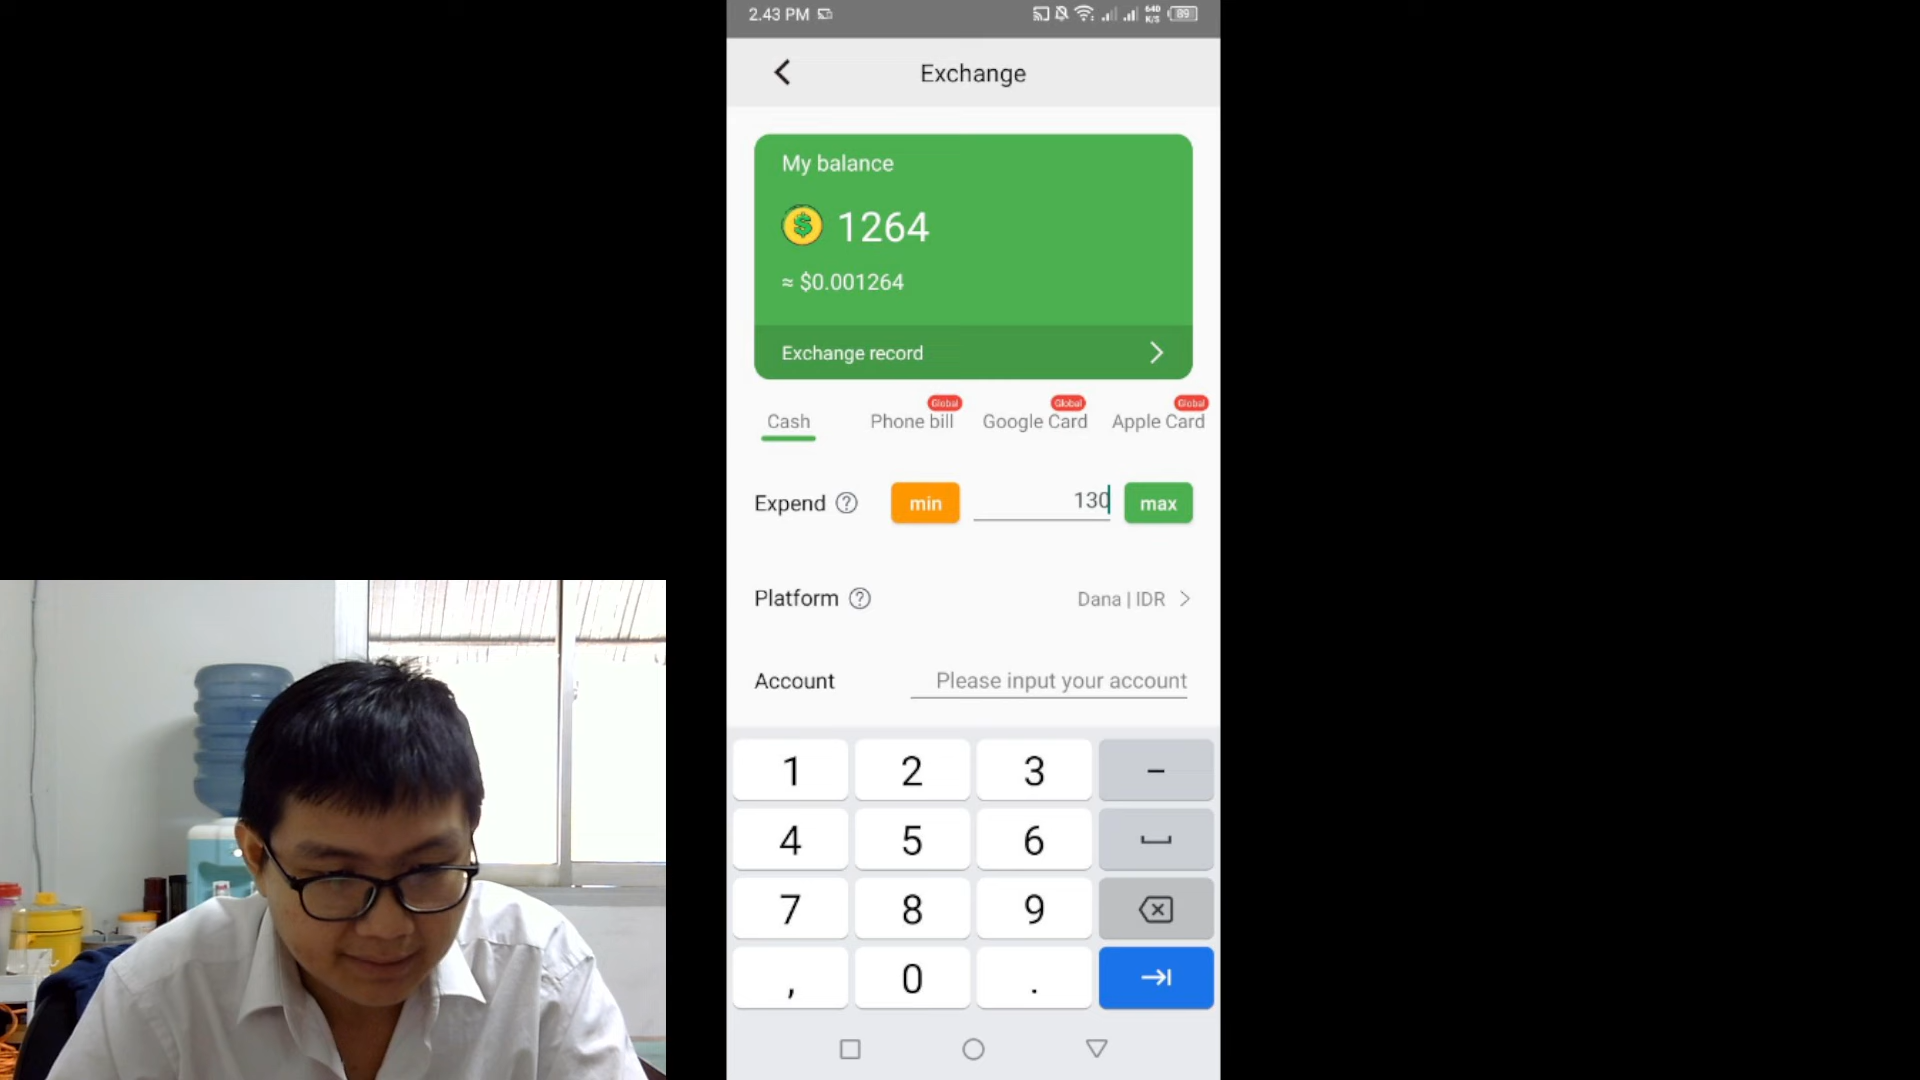 2.43 PM
640
K/S
89
Exchange
My balance
$ 1264
≈ $0.001264
Exchange record
Global
Global
Global
Cash
Phone bill
Google Card
Apple Card
Expend ? min 130 max
Platform ? Dana | IDR
Account Please input your account
1 2 3 –
4 5 6
7 8 9
, 0 .